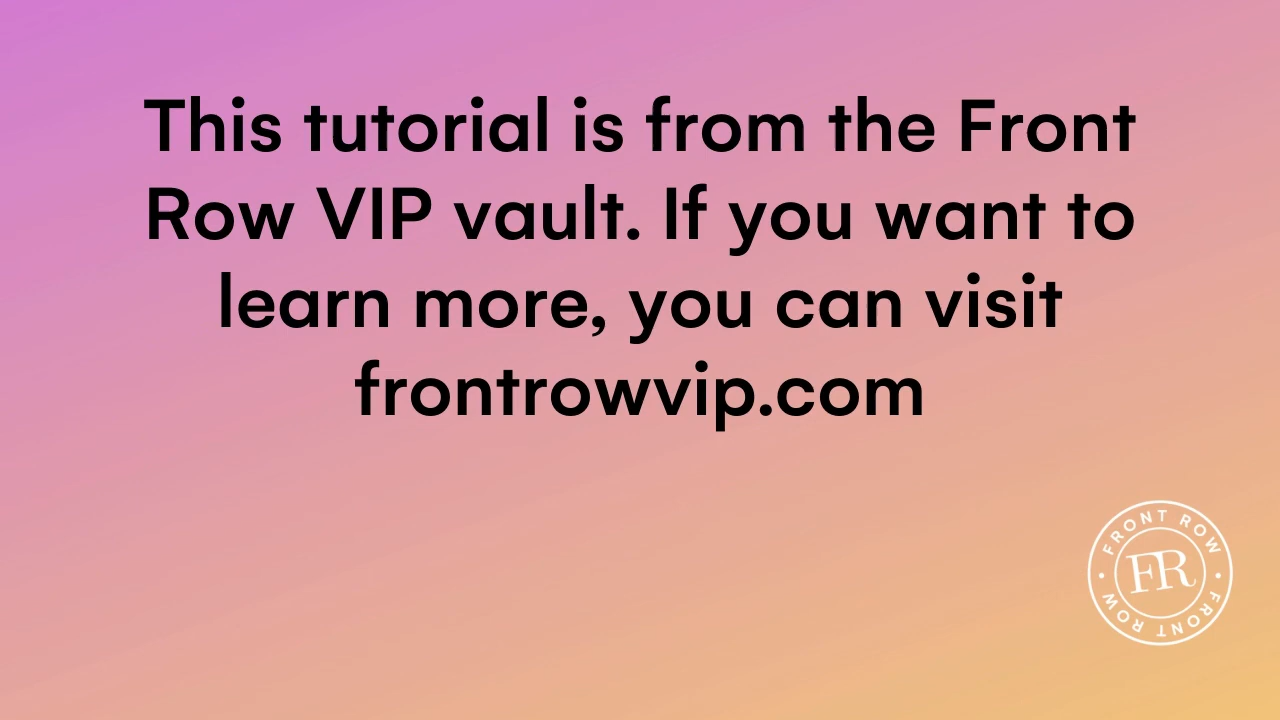 This tutorial is from the Front
Row VIP vault. If you want to
learn more, you can visit
frontrowvip.com
FRONT ROW
FR
FRONT ROW